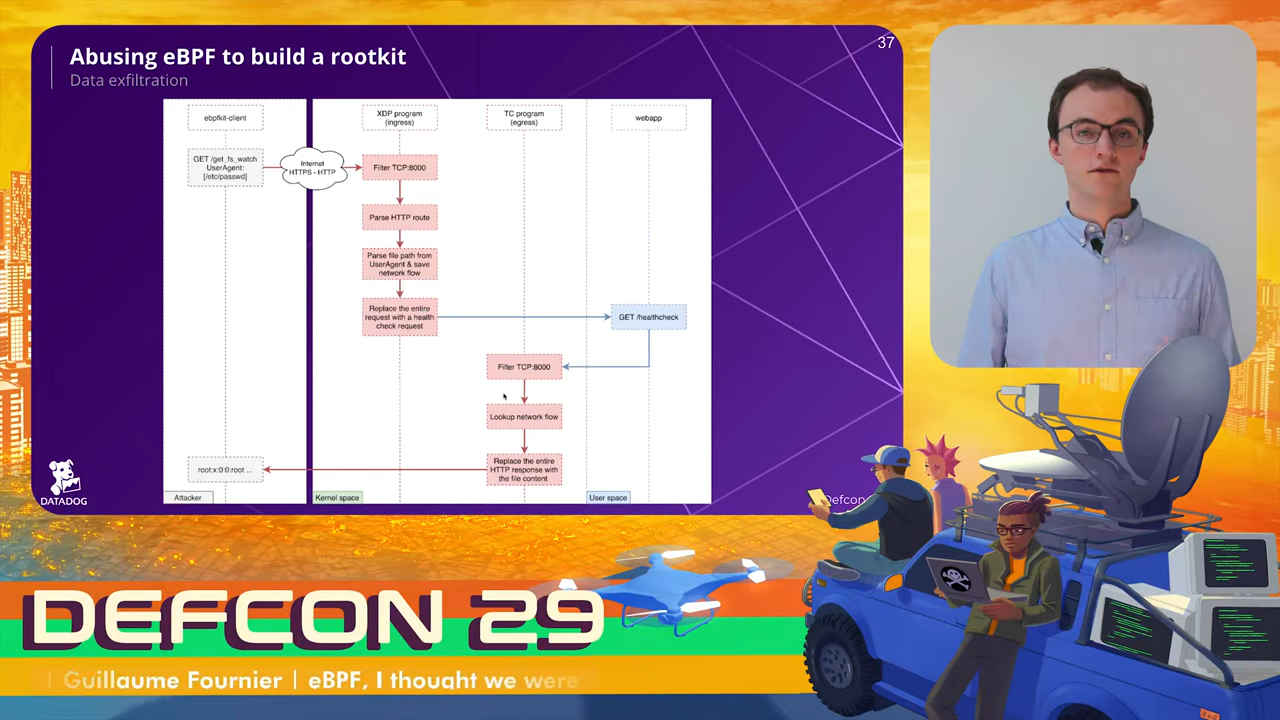 Abusing eBPF to build a rootkit
Data exfiltration
37
ebpfkit-client
XDP program
(ingress)
TC program
(egress)
webapp
GET /get_fs_watch
UserAgent:
[/etc/passwd]
Internet
HTTPS - HTTP
Filter TCP:8000
Parse HTTP route
Parse file path from
UserAgent & save
network flow
Replace the entire
request with a health
check request
GET /healthcheck
Filter TCP:8000
Lookup network flow
Replace the entire
HTTP response with
the file content
root:x:0:0:root ...
Attacker
Kernel space
User space
DATADOG
Defcon
DEFCON 29
Guillaume Fournier | eBPF, I thought we were